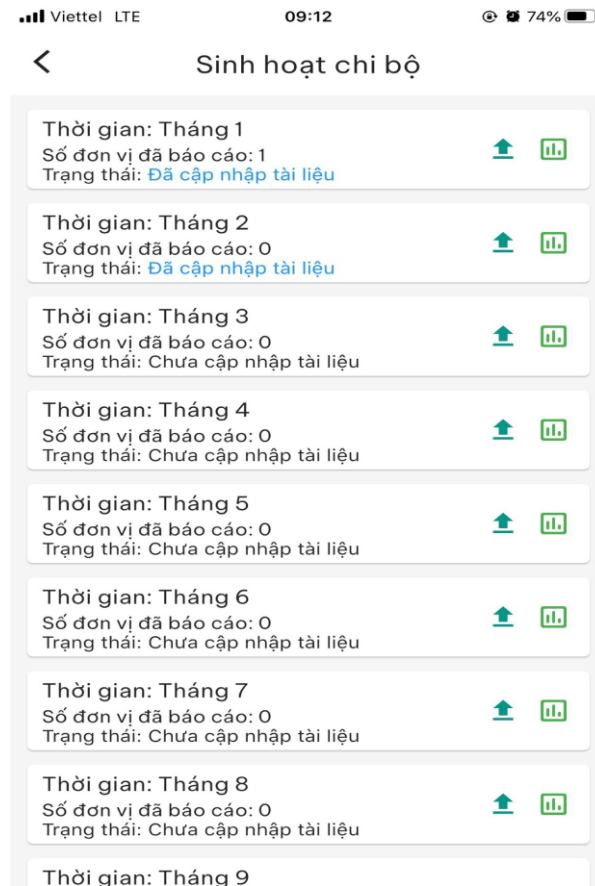 Viettel LTE 09:12 74%
Sinh hoạt chi bộ
Thời gian: Tháng 1
Số đơn vị đã báo cáo: 1
Trạng thái: Đã cập nhập tài liệu
Thời gian: Tháng 2
Số đơn vị đã báo cáo: 0
Trạng thái: Đã cập nhập tài liệu
Thời gian: Tháng 3
Số đơn vị đã báo cáo: 0
Trạng thái: Chưa cập nhập tài liệu
Thời gian: Tháng 4
Số đơn vị đã báo cáo: 0
Trạng thái: Chưa cập nhập tài liệu
Thời gian: Tháng 5
Số đơn vị đã báo cáo: 0
Trạng thái: Chưa cập nhập tài liệu
Thời gian: Tháng 6
Số đơn vị đã báo cáo: 0
Trạng thái: Chưa cập nhập tài liệu
Thời gian: Tháng 7
Số đơn vị đã báo cáo: 0
Trạng thái: Chưa cập nhập tài liệu
Thời gian: Tháng 8
Số đơn vị đã báo cáo: 0
Trạng thái: Chưa cập nhập tài liệu
Thời gian: Tháng 9